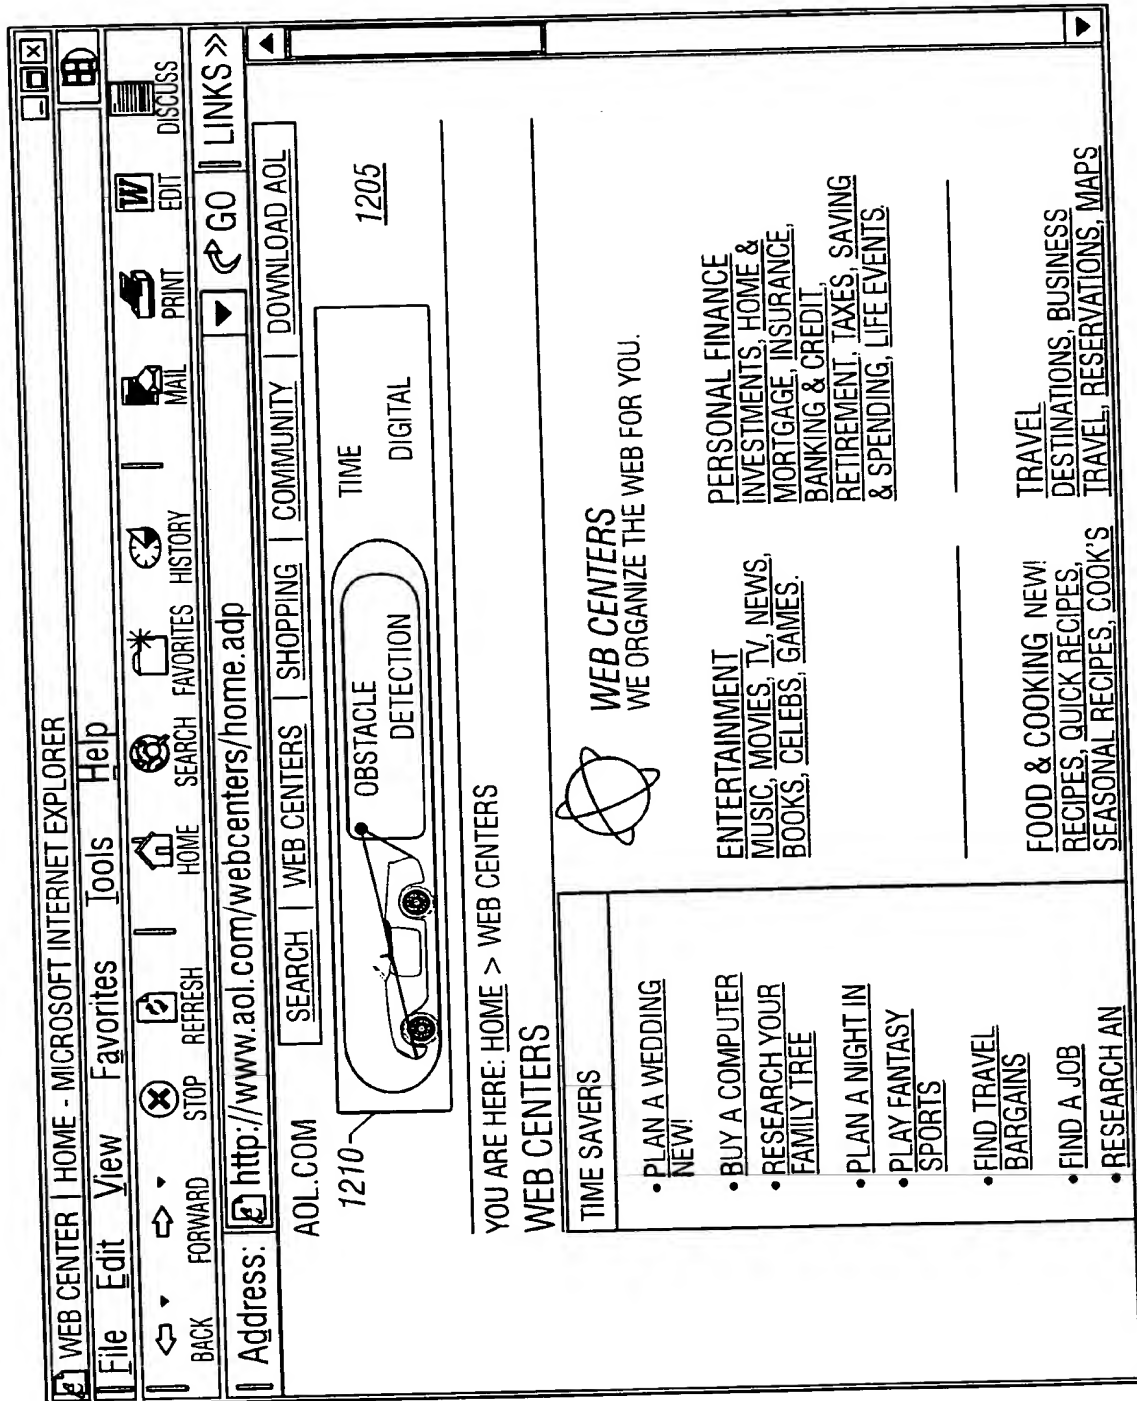 WEB CENTER | HOME - MICROSOFT INTERNET EXPLORER
File Edit View Favorites Tools Help
BACK FORWARD STOP REFRESH HOME SEARCH FAVORITES HISTORY MAIL PRINT EDIT DISCUSS
Address: http://www.aol.com/webcenters/home.adp GO LINKS >>
AOL.COM
SEARCH | WEB CENTERS | SHOPPING | COMMUNITY | DOWNLOAD AOL
1210
OBSTACLE
DETECTION
TIME
DIGITAL
1205
YOU ARE HERE: HOME > WEB CENTERS
WEB CENTERS
TIME SAVERS
• PLAN A WEDDING
NEW!
• BUY A COMPUTER
• RESEARCH YOUR
FAMILY TREE
• PLAN A NIGHT IN
• PLAY FANTASY
SPORTS
• FIND TRAVEL
BARGAINS
• FIND A JOB
• RESEARCH AN
WEB CENTERS
WE ORGANIZE THE WEB FOR YOU.
ENTERTAINMENT
MUSIC, MOVIES, TV, NEWS,
BOOKS, CELEBS, GAMES.
PERSONAL FINANCE
INVESTMENTS, HOME &
MORTGAGE, INSURANCE,
BANKING & CREDIT,
RETIREMENT, TAXES, SAVING
& SPENDING, LIFE EVENTS.
FOOD & COOKING NEW!
RECIPES, QUICK RECIPES,
SEASONAL RECIPES, COOK'S
TRAVEL
DESTINATIONS, BUSINESS
TRAVEL, RESERVATIONS, MAPS